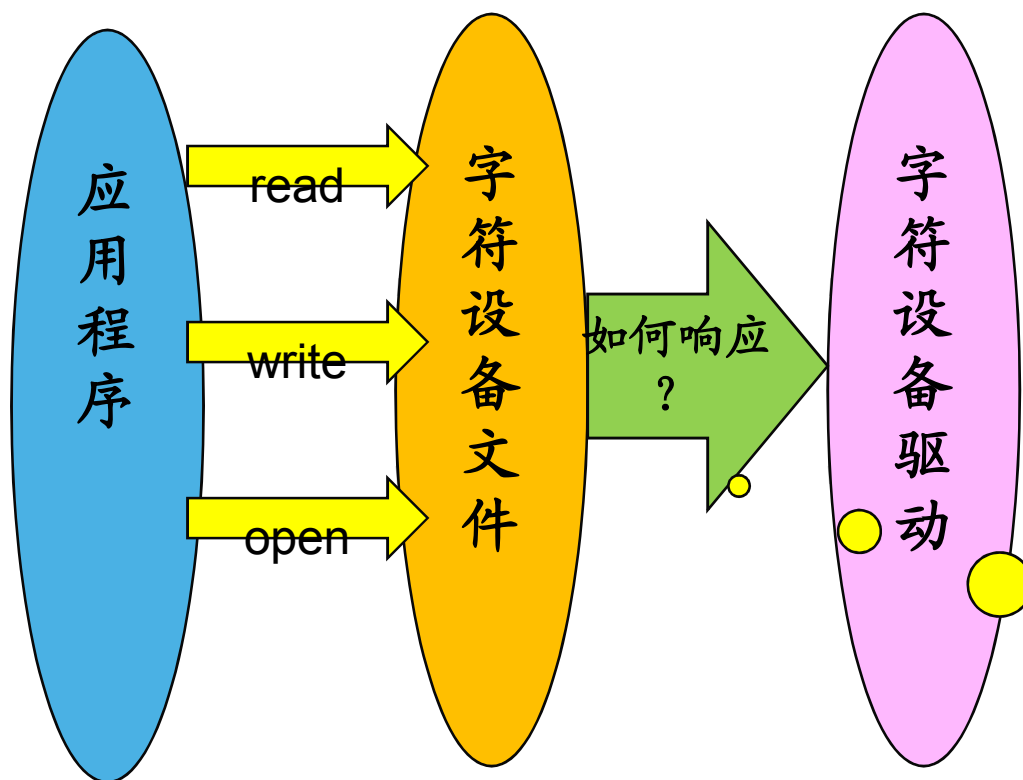 应用程序
read
write
open
字符设备文件
如何响应
？
字符设备驱动